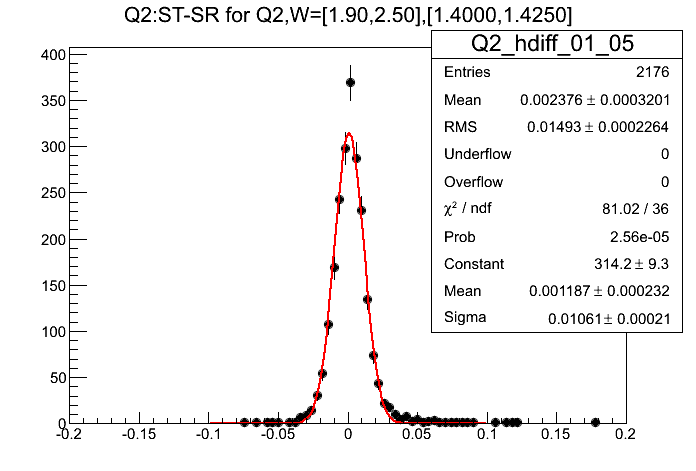 Q2:ST-SR for Q2,W=[1.90,2.50],[1.4000,1.4250]
Q2_hdiff_01_05
Entries 2176
Mean 0.002376 ± 0.0003201
RMS 0.01493 ± 0.0002264
Underflow 0
Overflow 0
χ² / ndf 81.02 / 36
Prob 2.56e-05
Constant 314.2 ± 9.3
Mean 0.001187 ± 0.000232
Sigma 0.01061 ± 0.00021
400
350
300
250
200
150
100
50
0
-0.2 -0.15 -0.1 -0.05 0 0.05 0.1 0.15 0.2